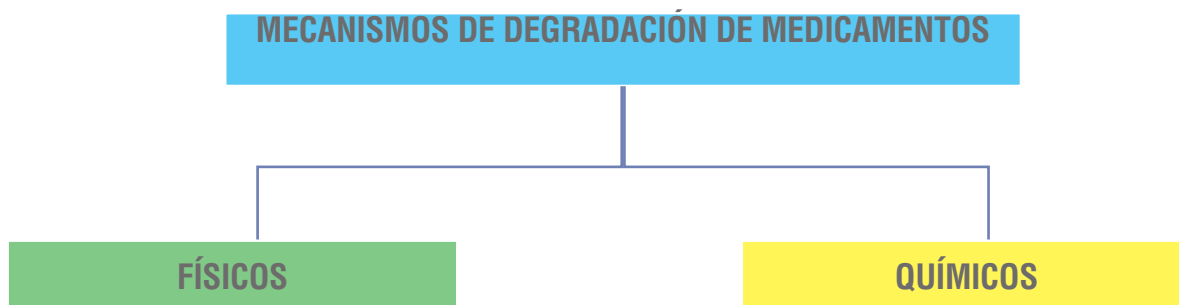 MECANISMOS DE DEGRADACIÓN DE MEDICAMENTOS
FÍSICOS
QUÍMICOS